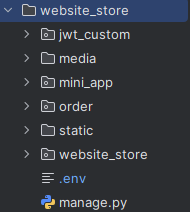 website_store
jwt_custom
media
mini_app
order
static
website_store
.env
manage.py